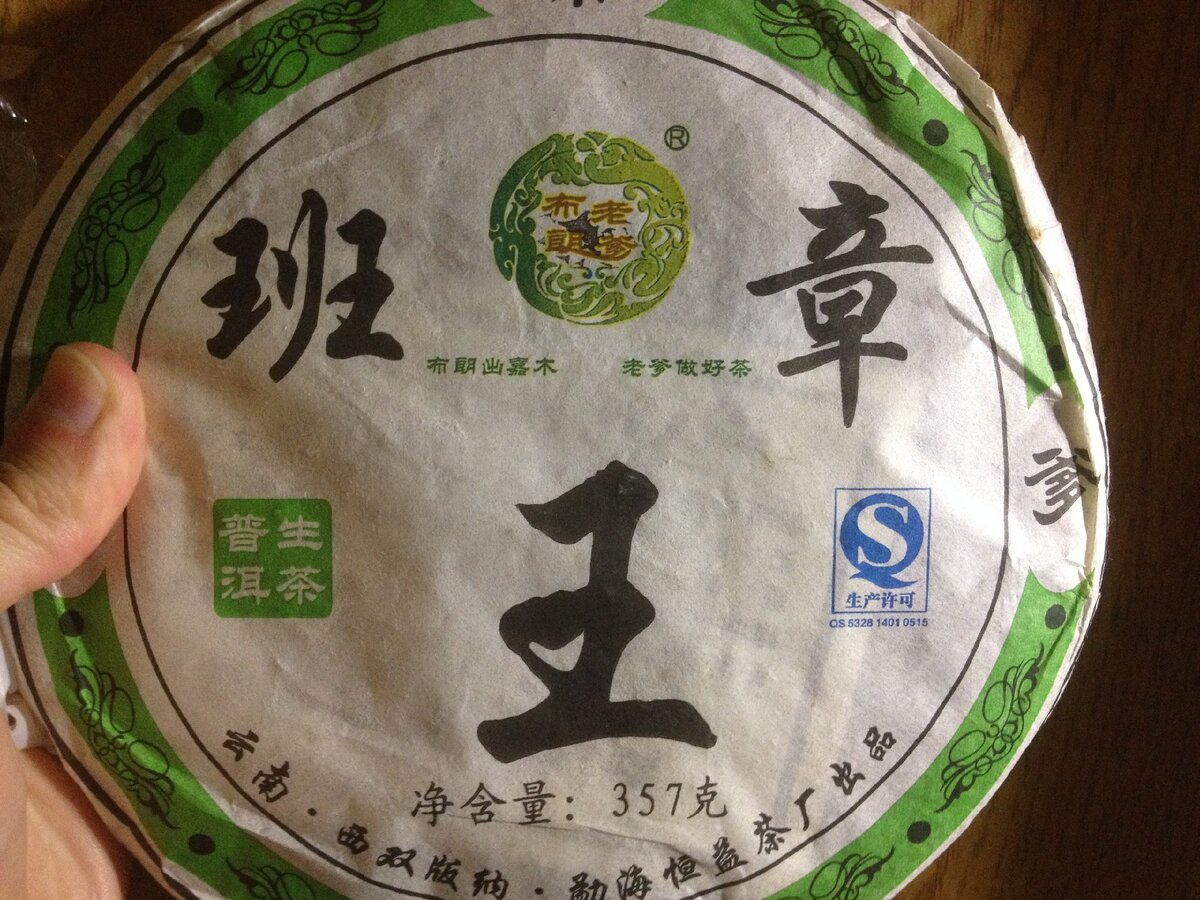 布老
朗爹
®
班 章
布朗出嘉木 老爹做好茶
王
爹
普生
洱茶
生产许可
QS 5328 1401 0515
净含量：357克
云南·西双版纳·勐海恒益茶厂出品